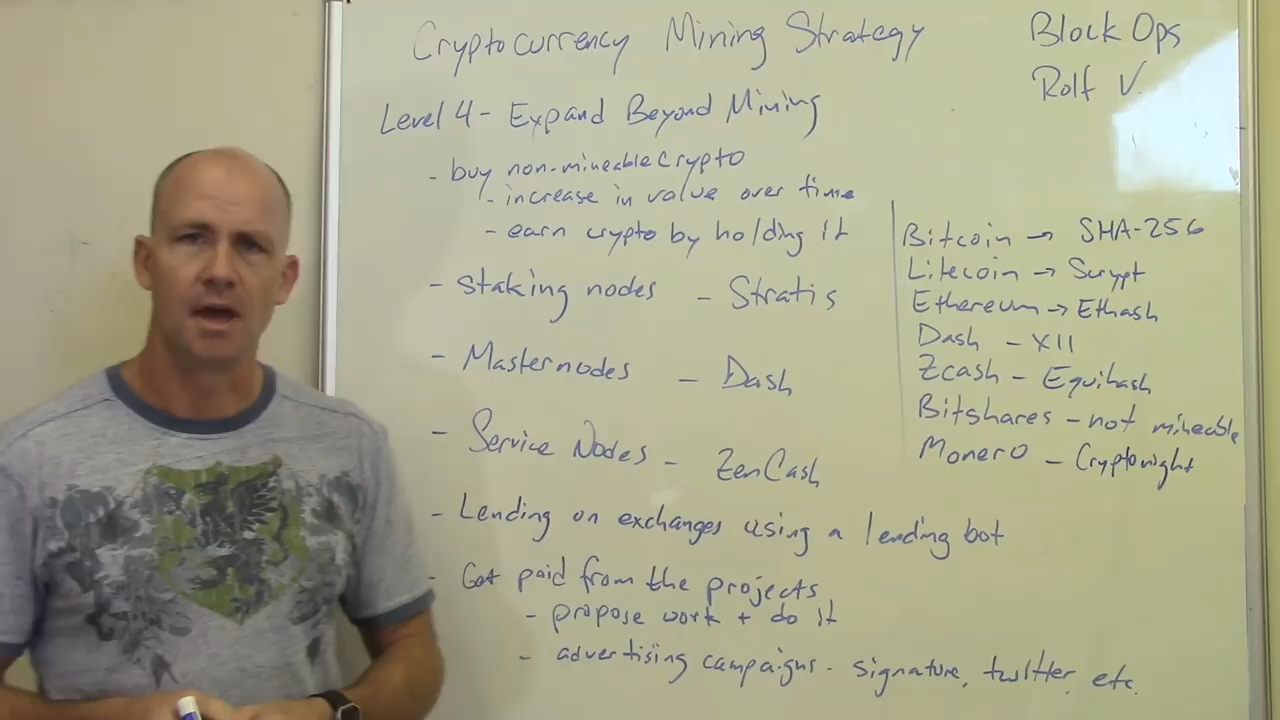 Cryptocurrency Mining Strategy
Block Ops
Rolf V.
Level 4 - Expand Beyond Mining
- buy non-mineable crypto
- increase in value over time
- earn crypto by holding it
- Staking nodes - Stratis
- Masternodes - Dash
- Service Nodes - ZenCash
- Lending on exchanges using a lending bot
- Get paid from the projects
- propose work + do it
- advertising campaigns - signature, twitter, etc.
Bitcoin → SHA-256
Litecoin → Scrypt
Ethereum → Ethash
Dash - X11
Zcash - Equihash
Bitshares - not mineable
Monero - Cryptonight